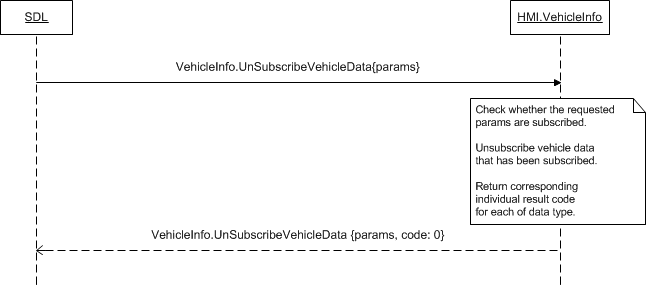 SDL
HMI.VehicleInfo
VehicleInfo.UnSubscribeVehicleData{params}
Check whether the requested
params are subscribed.
Unsubscribe vehicle data
that has been subscribed.
Return corresponding
individual result code
for each of data type.
VehicleInfo.UnSubscribeVehicleData {params, code: 0}